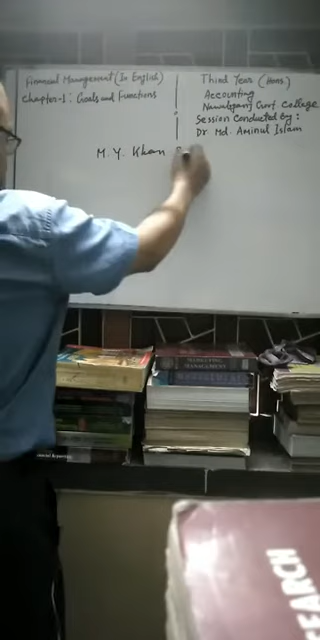 Financial Management (In English)
Chapter-1: Goals and Functions
Third Year (Hons.)
Accounting
Nawabganj Govt. College
Session Conducted By:
Dr. Md. Aminul Islam
M. Y. Khan
MARKETING
MANAGEMENT
EARCH